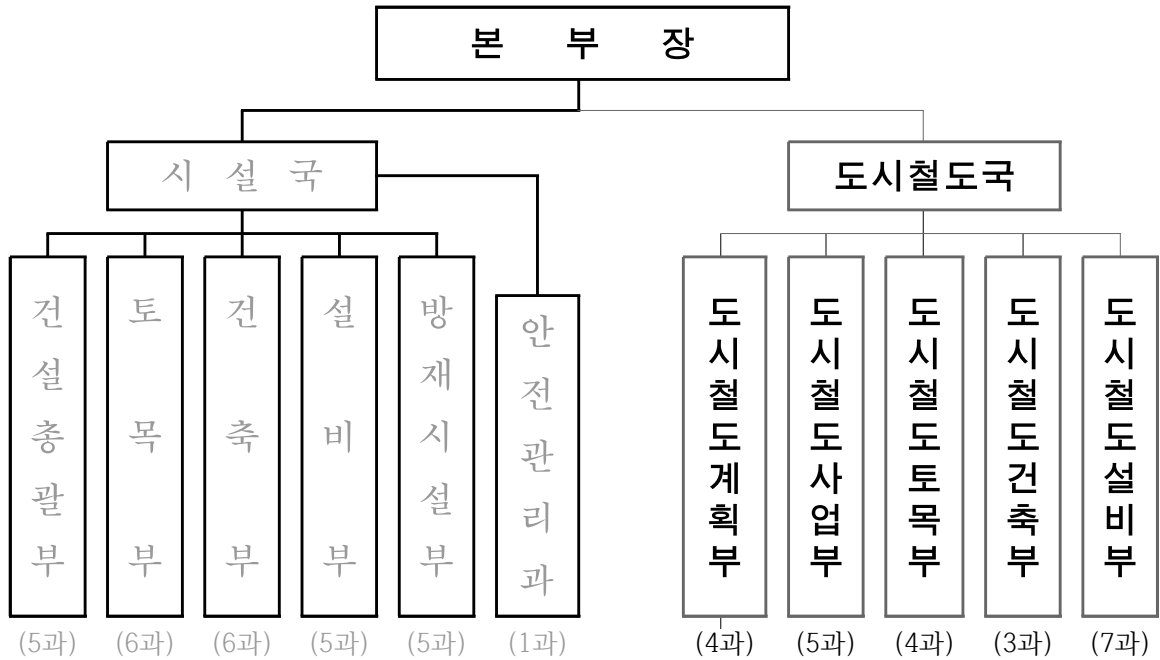 본 부 장
시 설 국
도시철도국
건설총괄부
토목부
건축부
설비부
방재시설부
안전관리과
도시철도계획부
도시철도사업부
도시철도토목부
도시철도건축부
도시철도설비부
(5과) (6과) (6과) (5과) (5과) (1과) (4과) (5과) (4과) (3과) (7과)